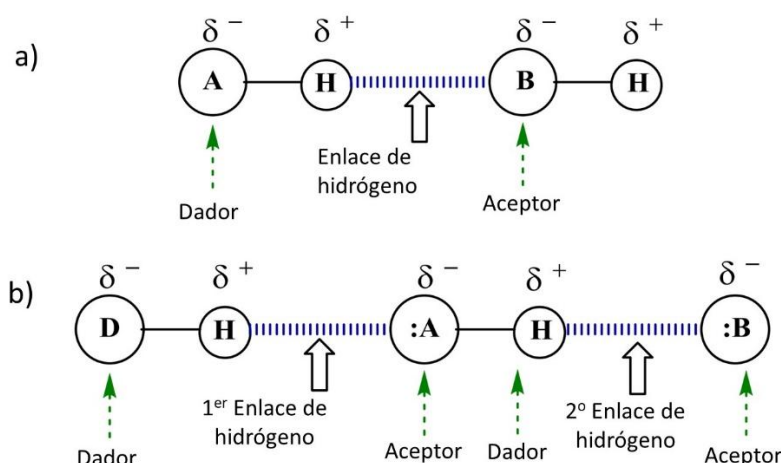 a)
δ⁻ δ⁺ δ⁻ δ⁺
A H B H
Enlace de
hidrógeno
Dador
Aceptor
b)
δ⁻ δ⁺ δ⁻ δ⁺ δ⁻
D H :A H :B
1ᵉʳ Enlace de
hidrógeno
2º Enlace de
hidrógeno
Dador Aceptor Dador Aceptor